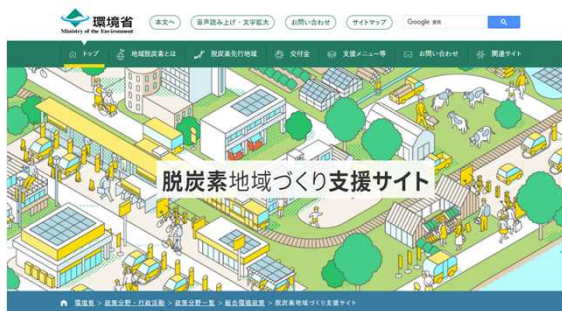 環境省
Ministry of the Environment
本文へ
音声読み上げ・文字拡大
お問い合わせ
サイトマップ
Google 検索
トップ
地域脱炭素とは
脱炭素先行地域
交付金
支援メニュー等
お問い合わせ
関連サイト
脱炭素地域づくり支援サイト
環境省 > 政策分野・行政活動 > 政策分野一覧 > 総合環境政策 > 脱炭素地域づくり支援サイト